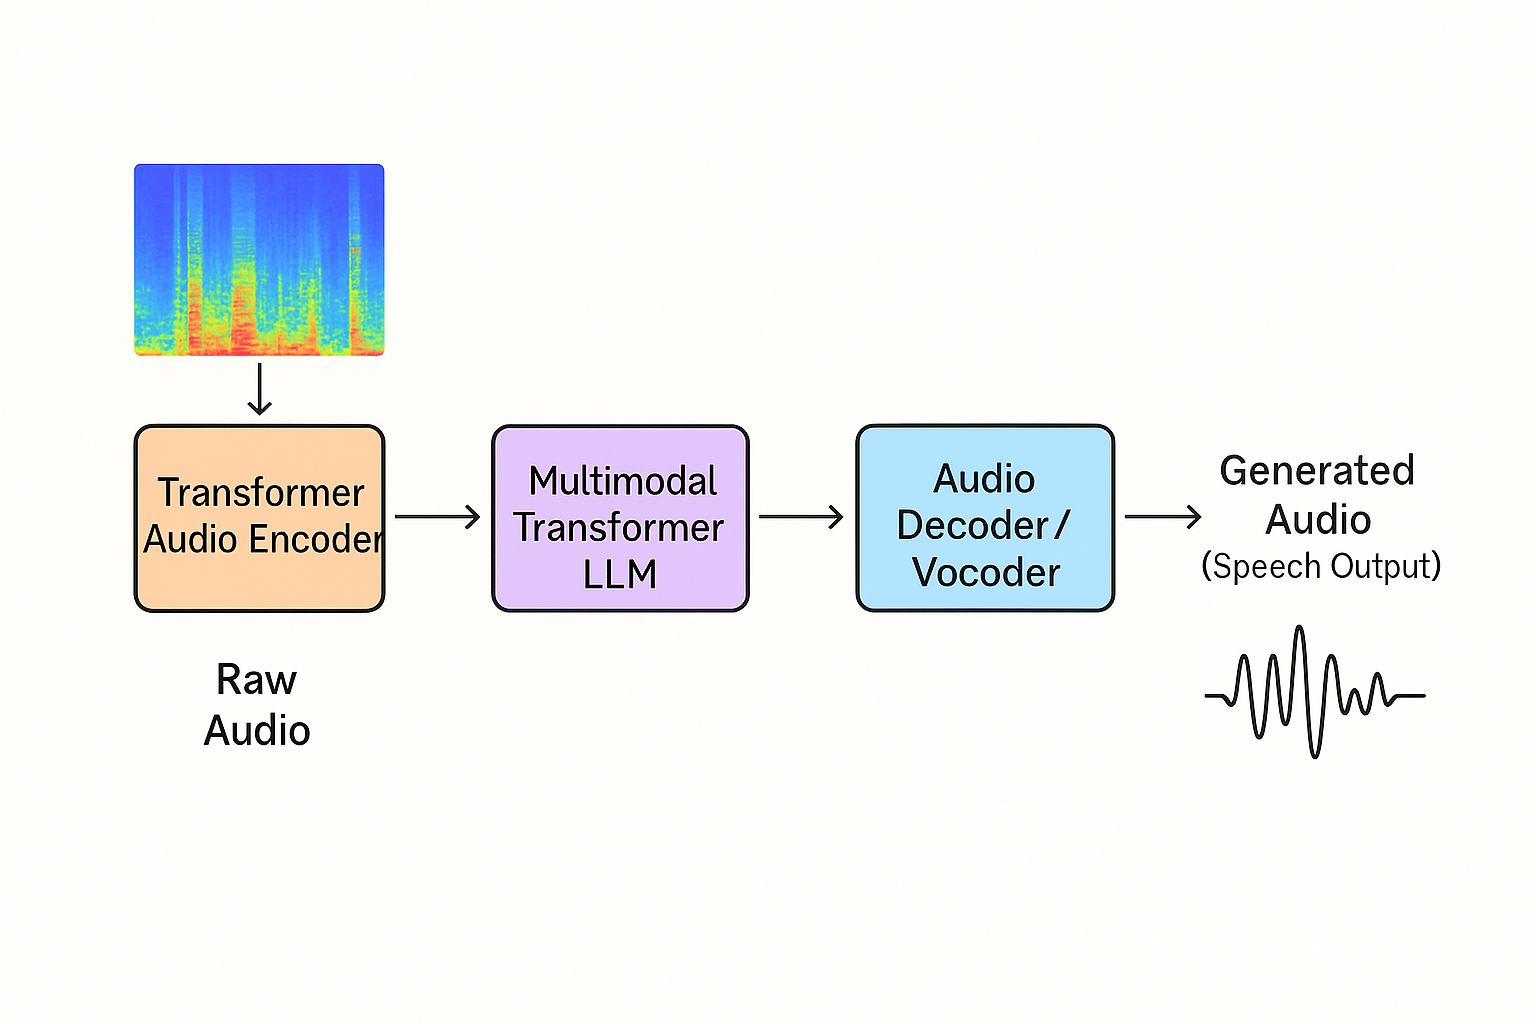 Transformer
Audio Encoder
Raw
Audio
Multimodal
Transformer
LLM
Audio
Decoder/
Vocoder
Generated
Audio
(Speech Output)